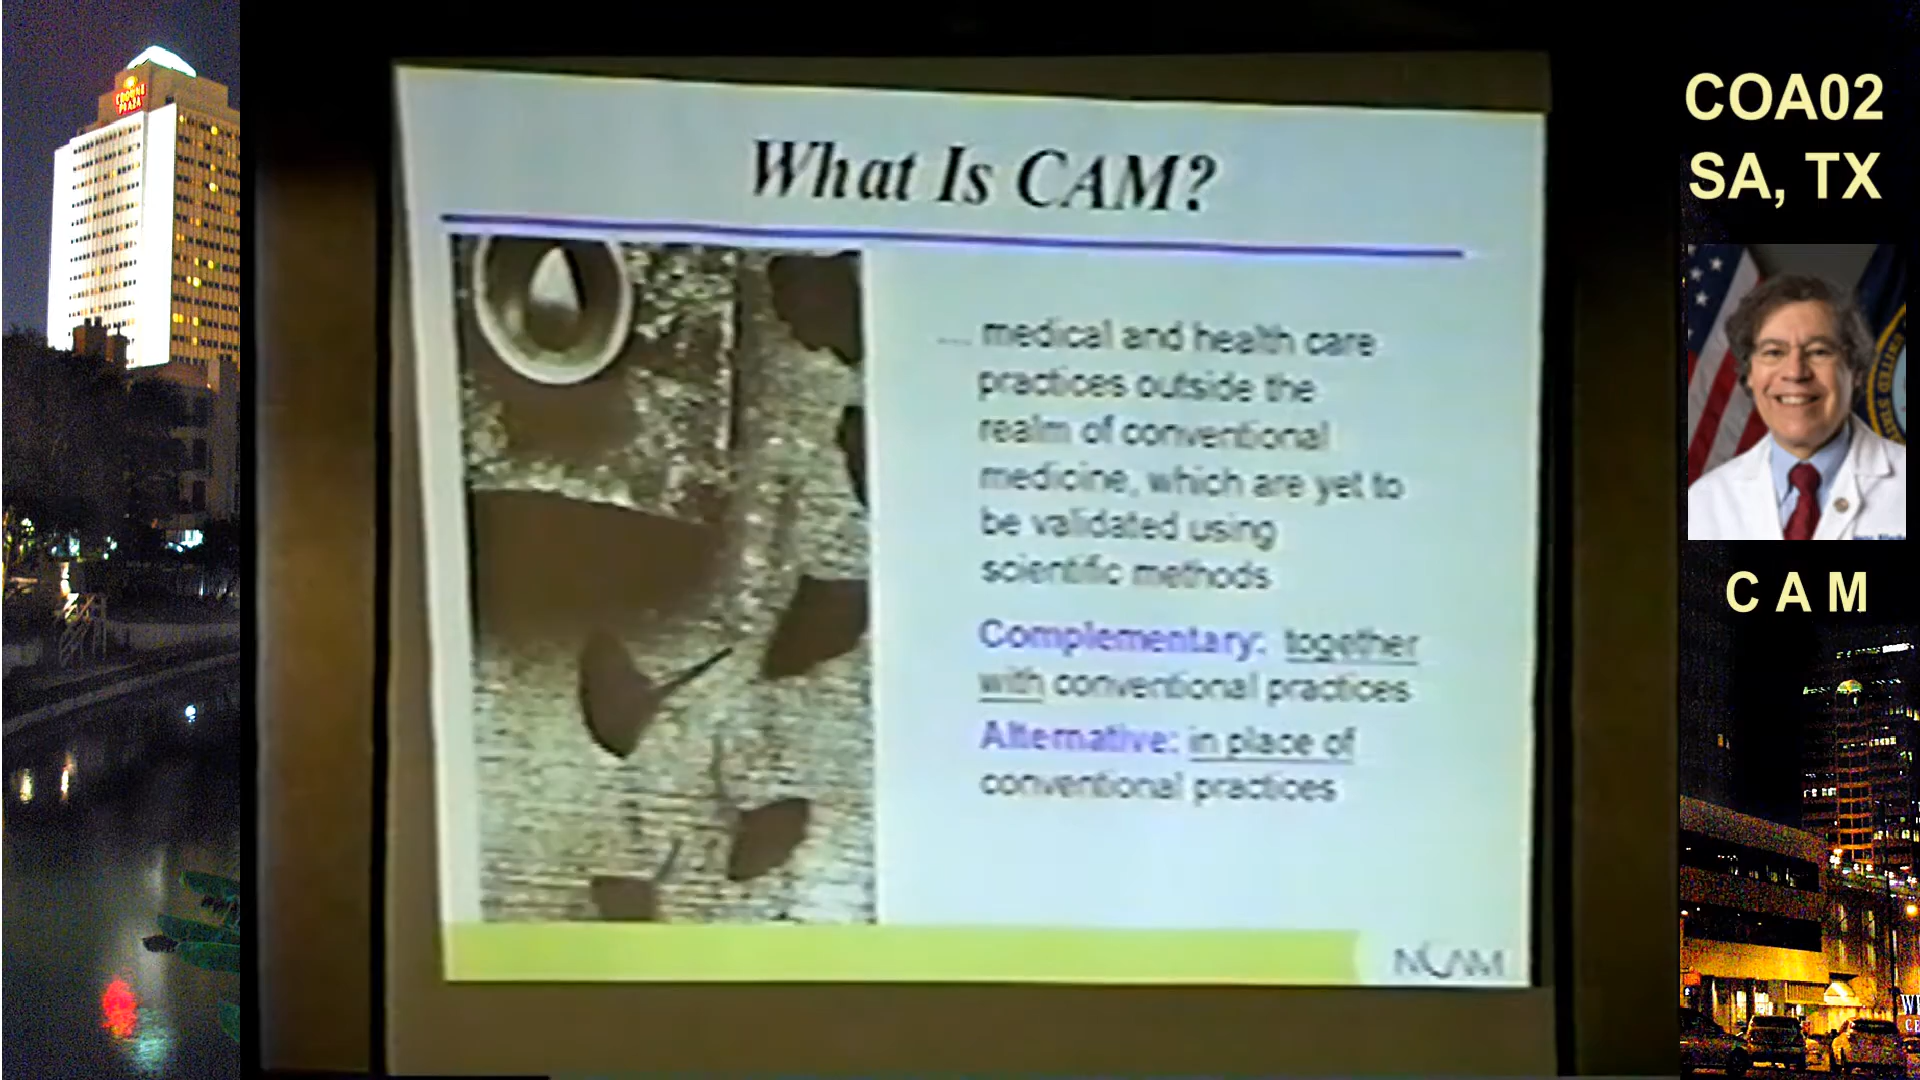 CROWNE
PLAZA
What Is CAM?
.... medical and health care
practices outside the
realm of conventional
medicine, which are yet to
be validated using
scientific methods
Complementary: together
with conventional practices
Alternative: in place of
conventional practices
NCCAM
COA02
SA, TX
C A M